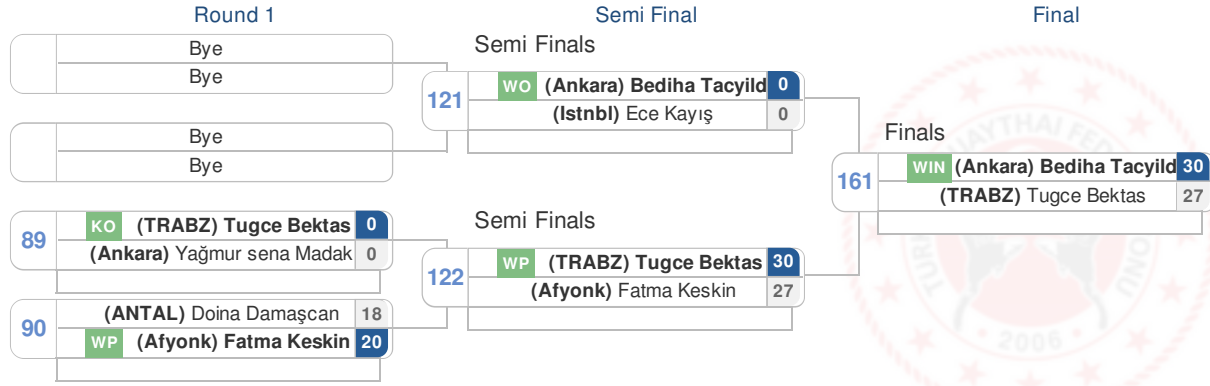 Round 1
Semi Final
Final
Bye
Bye
Bye
Bye
89
KO (TRABZ) Tugce Bektas 0
(Ankara) Yağmur sena Madak 0
90
(ANTAL) Doina Damaşcan 18
WP (Afyonk) Fatma Keskin 20
Semi Finals
121
WO (Ankara) Bediha Tacyild 0
(Istnbl) Ece Kayış 0
Semi Finals
122
WP (TRABZ) Tugce Bektas 30
(Afyonk) Fatma Keskin 27
Finals
161
WIN (Ankara) Bediha Tacyild 30
(TRABZ) Tugce Bektas 27
2006